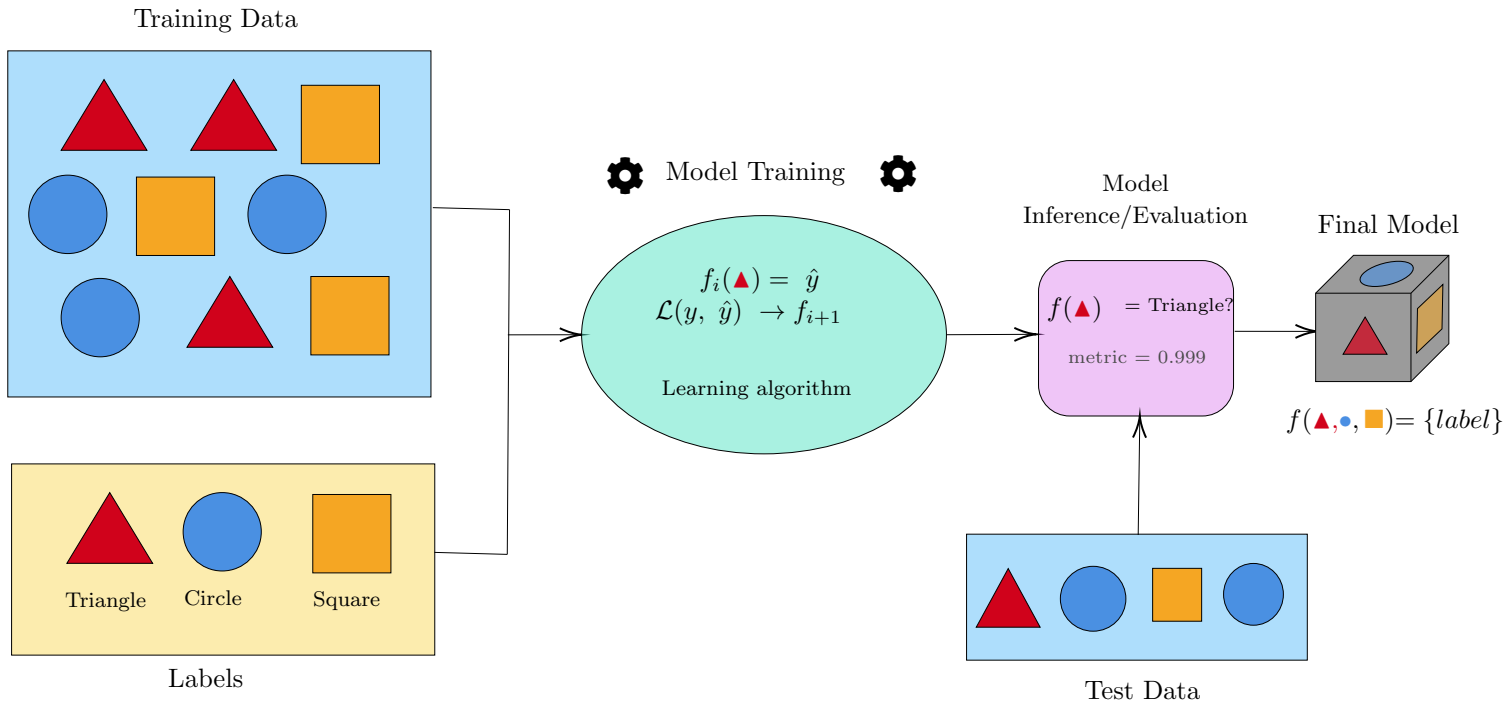 Training Data
Model Training
f_i(▲) = ŷ
ℒ(y, ŷ) → f_{i+1}
Learning algorithm
Model
Inference/Evaluation
f(▲) = Triangle?
metric = 0.999
Final Model
f(▲,●,■)= {label}
Triangle
Circle
Square
Labels
Test Data